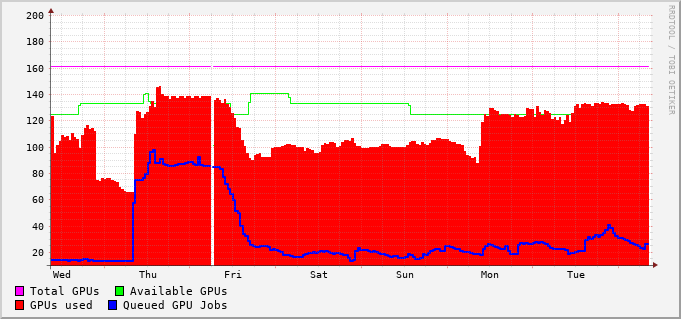 200
180
160
140
120
100
80
60
40
20
Wed Thu Fri Sat Sun Mon Tue
Total GPUs Available GPUs
GPUs used Queued GPU Jobs
RRDTOOL / TOBI OETIKER